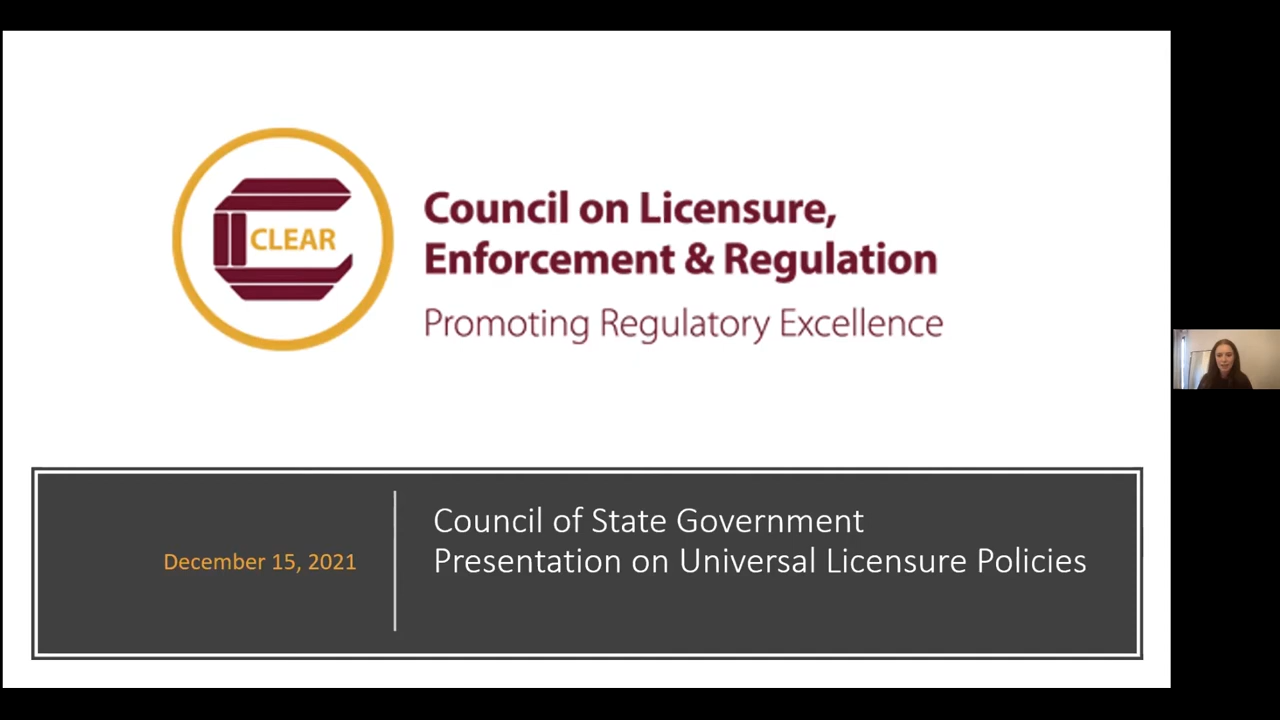 CLEAR
Council on Licensure,
Enforcement & Regulation
Promoting Regulatory Excellence
December 15, 2021
Council of State Government
Presentation on Universal Licensure Policies